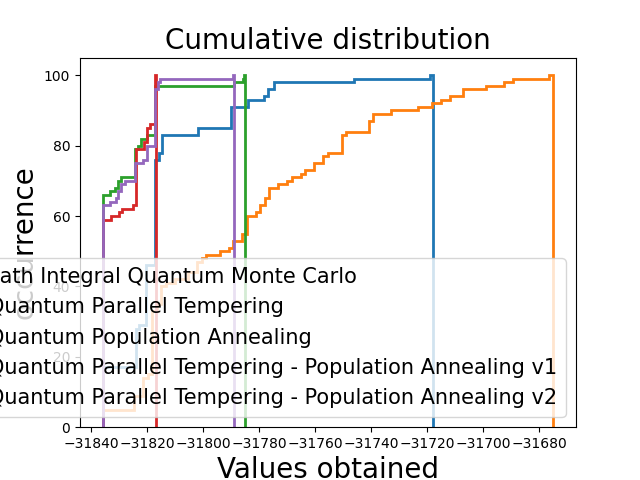 Cumulative distribution
occurrence
100
80
60
40
20
0
ath Integral Quantum Monte Carlo
Quantum Parallel Tempering
Quantum Population Annealing
Quantum Parallel Tempering - Population Annealing v1
Quantum Parallel Tempering - Population Annealing v2
−31840 −31820 −31800 −31780 −31760 −31740 −31720 −31700 −31680
Values obtained